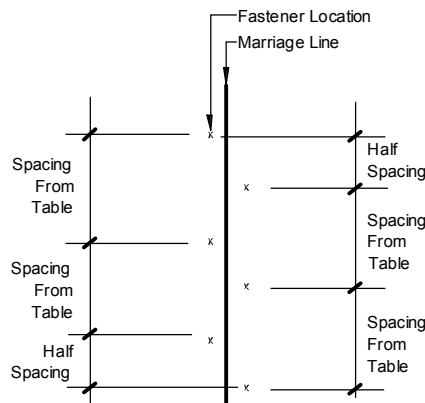 Fastener Location
Marriage Line
Spacing
From
Table
Spacing
From
Table
Half
Spacing
Half
Spacing
Spacing
From
Table
Spacing
From
Table
x
x
x
x
x
x